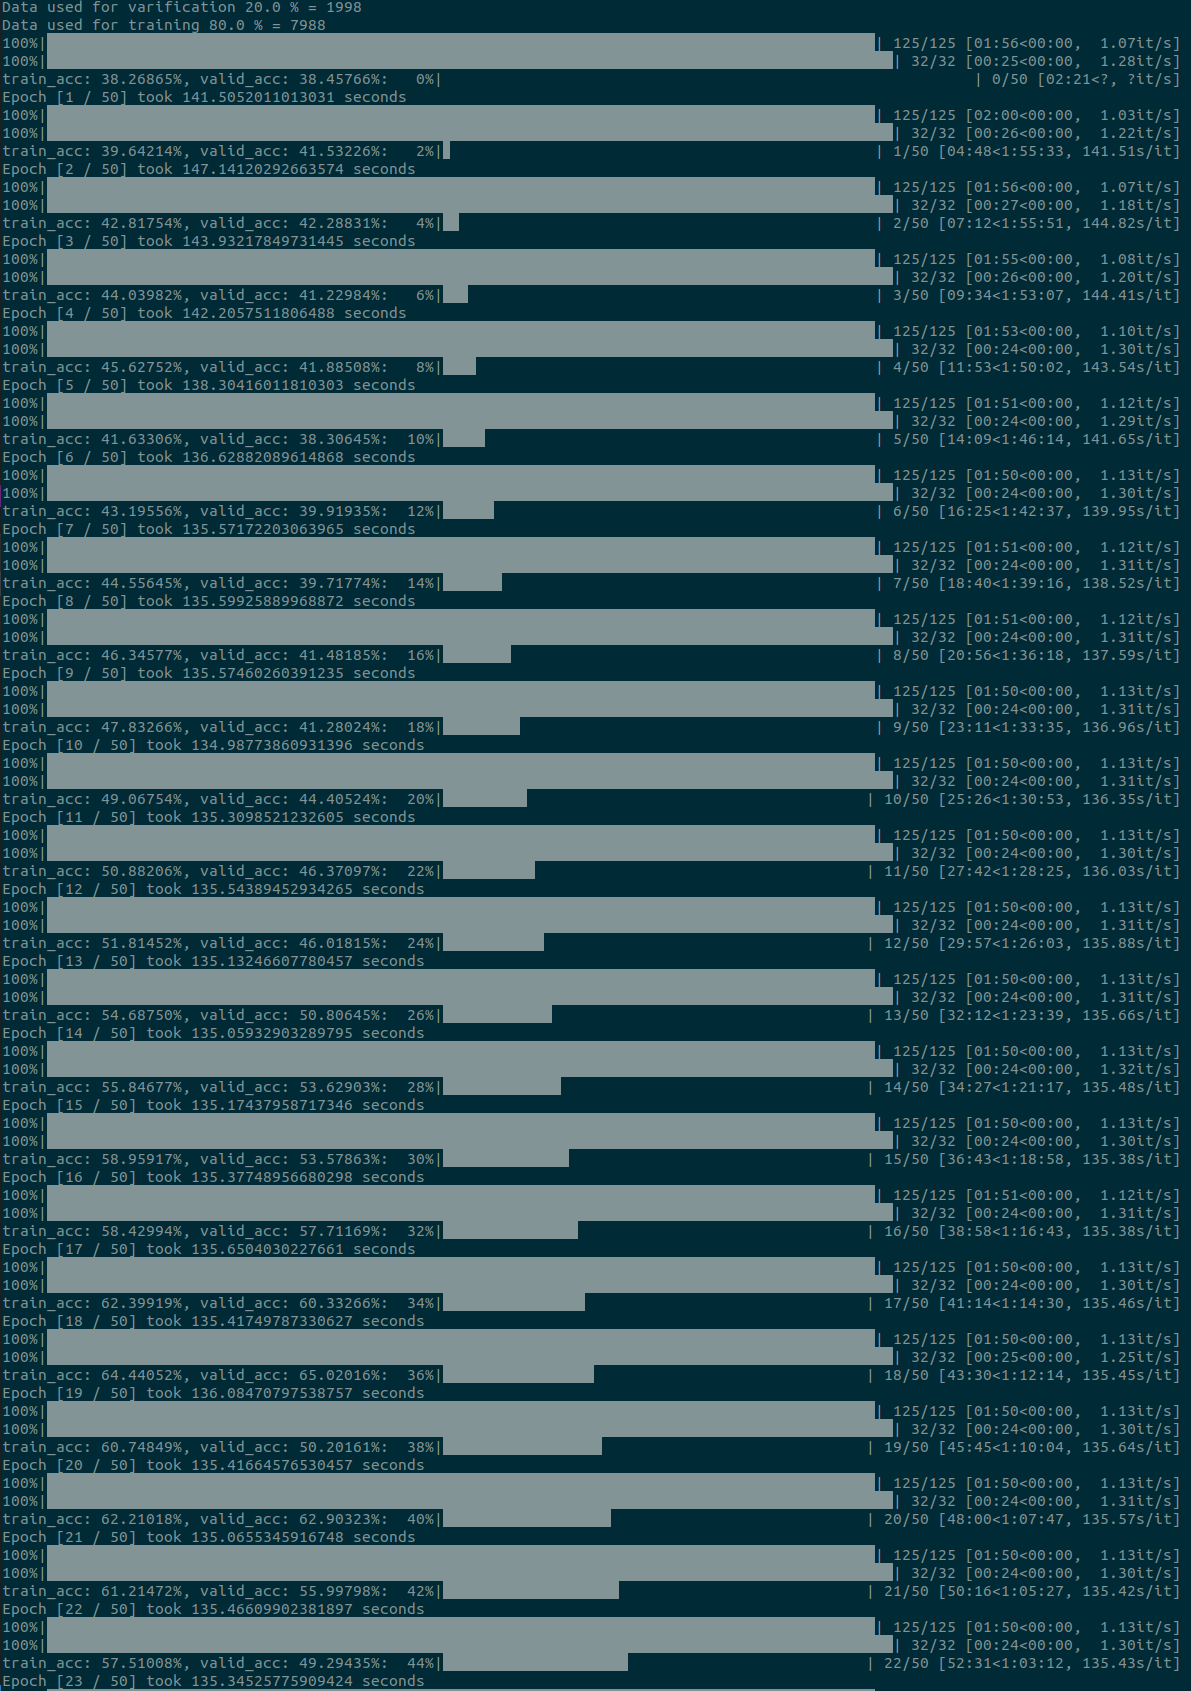 Data used for varification 20.0 % = 1998
Data used for training 80.0 % = 7988
100%| | 125/125 [01:56<00:00,  1.07it/s]
100%| | 32/32 [00:25<00:00,  1.28it/s]
train_acc: 38.26865%, valid_acc: 38.45766%:   0%| | 0/50 [02:21<?, ?it/s]
Epoch [1 / 50] took 141.5052011013031 seconds
100%| | 125/125 [02:00<00:00,  1.03it/s]
100%| | 32/32 [00:26<00:00,  1.22it/s]
train_acc: 39.64214%, valid_acc: 41.53226%:   2%| | 1/50 [04:48<1:55:33, 141.51s/it]
Epoch [2 / 50] took 147.14120292663574 seconds
100%| | 125/125 [01:56<00:00,  1.07it/s]
100%| | 32/32 [00:27<00:00,  1.18it/s]
train_acc: 42.81754%, valid_acc: 42.28831%:   4%| | 2/50 [07:12<1:55:51, 144.82s/it]
Epoch [3 / 50] took 143.93217849731445 seconds
100%| | 125/125 [01:55<00:00,  1.08it/s]
100%| | 32/32 [00:26<00:00,  1.20it/s]
train_acc: 44.03982%, valid_acc: 41.22984%:   6%| | 3/50 [09:34<1:53:07, 144.41s/it]
Epoch [4 / 50] took 142.2057511806488 seconds
100%| | 125/125 [01:53<00:00,  1.10it/s]
100%| | 32/32 [00:24<00:00,  1.30it/s]
train_acc: 45.62752%, valid_acc: 41.88508%:   8%| | 4/50 [11:53<1:50:02, 143.54s/it]
Epoch [5 / 50] took 138.30416011810303 seconds
100%| | 125/125 [01:51<00:00,  1.12it/s]
100%| | 32/32 [00:24<00:00,  1.29it/s]
train_acc: 41.63306%, valid_acc: 38.30645%:  10%| | 5/50 [14:09<1:46:14, 141.65s/it]
Epoch [6 / 50] took 136.62882089614868 seconds
100%| | 125/125 [01:50<00:00,  1.13it/s]
100%| | 32/32 [00:24<00:00,  1.30it/s]
train_acc: 43.19556%, valid_acc: 39.91935%:  12%| | 6/50 [16:25<1:42:37, 139.95s/it]
Epoch [7 / 50] took 135.57172203063965 seconds
100%| | 125/125 [01:51<00:00,  1.12it/s]
100%| | 32/32 [00:24<00:00,  1.31it/s]
train_acc: 44.55645%, valid_acc: 39.71774%:  14%| | 7/50 [18:40<1:39:16, 138.52s/it]
Epoch [8 / 50] took 135.59925889968872 seconds
100%| | 125/125 [01:51<00:00,  1.12it/s]
100%| | 32/32 [00:24<00:00,  1.31it/s]
train_acc: 46.34577%, valid_acc: 41.48185%:  16%| | 8/50 [20:56<1:36:18, 137.59s/it]
Epoch [9 / 50] took 135.57460260391235 seconds
100%| | 125/125 [01:50<00:00,  1.13it/s]
100%| | 32/32 [00:24<00:00,  1.31it/s]
train_acc: 47.83266%, valid_acc: 41.28024%:  18%| | 9/50 [23:11<1:33:35, 136.96s/it]
Epoch [10 / 50] took 134.98773860931396 seconds
100%| | 125/125 [01:50<00:00,  1.13it/s]
100%| | 32/32 [00:24<00:00,  1.31it/s]
train_acc: 49.06754%, valid_acc: 44.40524%:  20%| | 10/50 [25:26<1:30:53, 136.35s/it]
Epoch [11 / 50] took 135.3098521232605 seconds
100%| | 125/125 [01:50<00:00,  1.13it/s]
100%| | 32/32 [00:24<00:00,  1.30it/s]
train_acc: 50.88206%, valid_acc: 46.37097%:  22%| | 11/50 [27:42<1:28:25, 136.03s/it]
Epoch [12 / 50] took 135.54389452934265 seconds
100%| | 125/125 [01:50<00:00,  1.13it/s]
100%| | 32/32 [00:24<00:00,  1.31it/s]
train_acc: 51.81452%, valid_acc: 46.01815%:  24%| | 12/50 [29:57<1:26:03, 135.88s/it]
Epoch [13 / 50] took 135.13246607780457 seconds
100%| | 125/125 [01:50<00:00,  1.13it/s]
100%| | 32/32 [00:24<00:00,  1.31it/s]
train_acc: 54.68750%, valid_acc: 50.80645%:  26%| | 13/50 [32:12<1:23:39, 135.66s/it]
Epoch [14 / 50] took 135.05932903289795 seconds
100%| | 125/125 [01:50<00:00,  1.13it/s]
100%| | 32/32 [00:24<00:00,  1.32it/s]
train_acc: 55.84677%, valid_acc: 53.62903%:  28%| | 14/50 [34:27<1:21:17, 135.48s/it]
Epoch [15 / 50] took 135.17437958717346 seconds
100%| | 125/125 [01:50<00:00,  1.13it/s]
100%| | 32/32 [00:24<00:00,  1.30it/s]
train_acc: 58.95917%, valid_acc: 53.57863%:  30%| | 15/50 [36:43<1:18:58, 135.38s/it]
Epoch [16 / 50] took 135.37748956680298 seconds
100%| | 125/125 [01:51<00:00,  1.12it/s]
100%| | 32/32 [00:24<00:00,  1.31it/s]
train_acc: 58.42994%, valid_acc: 57.71169%:  32%| | 16/50 [38:58<1:16:43, 135.38s/it]
Epoch [17 / 50] took 135.6504030227661 seconds
100%| | 125/125 [01:50<00:00,  1.13it/s]
100%| | 32/32 [00:24<00:00,  1.30it/s]
train_acc: 62.39919%, valid_acc: 60.33266%:  34%| | 17/50 [41:14<1:14:30, 135.46s/it]
Epoch [18 / 50] took 135.41749787330627 seconds
100%| | 125/125 [01:50<00:00,  1.13it/s]
100%| | 32/32 [00:25<00:00,  1.25it/s]
train_acc: 64.44052%, valid_acc: 65.02016%:  36%| | 18/50 [43:30<1:12:14, 135.45s/it]
Epoch [19 / 50] took 136.08470797538757 seconds
100%| | 125/125 [01:50<00:00,  1.13it/s]
100%| | 32/32 [00:24<00:00,  1.30it/s]
train_acc: 60.74849%, valid_acc: 50.20161%:  38%| | 19/50 [45:45<1:10:04, 135.64s/it]
Epoch [20 / 50] took 135.41664576530457 seconds
100%| | 125/125 [01:50<00:00,  1.13it/s]
100%| | 32/32 [00:24<00:00,  1.31it/s]
train_acc: 62.21018%, valid_acc: 62.90323%:  40%| | 20/50 [48:00<1:07:47, 135.57s/it]
Epoch [21 / 50] took 135.0655345916748 seconds
100%| | 125/125 [01:50<00:00,  1.13it/s]
100%| | 32/32 [00:24<00:00,  1.30it/s]
train_acc: 61.21472%, valid_acc: 55.99798%:  42%| | 21/50 [50:16<1:05:27, 135.42s/it]
Epoch [22 / 50] took 135.46609902381897 seconds
100%| | 125/125 [01:50<00:00,  1.13it/s]
100%| | 32/32 [00:24<00:00,  1.30it/s]
train_acc: 57.51008%, valid_acc: 49.29435%:  44%| | 22/50 [52:31<1:03:12, 135.43s/it]
Epoch [23 / 50] took 135.34525775909424 seconds